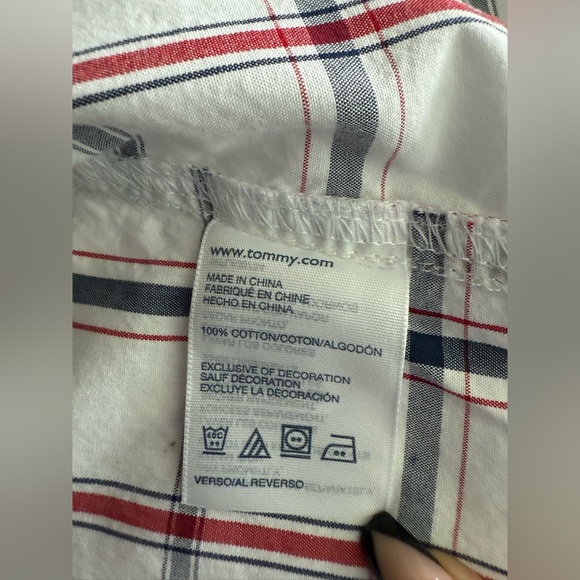 www.tommy.com
MADE IN CHINA
FABRIQUÉ EN CHINE
HECHO EN CHINA
100% COTTON/COTON/ALGODÓN
EXCLUSIVE OF DECORATION
SAUF DÉCORATION
EXCLUYE LA DECORACIÓN
40C
VERSO/AL REVERSO